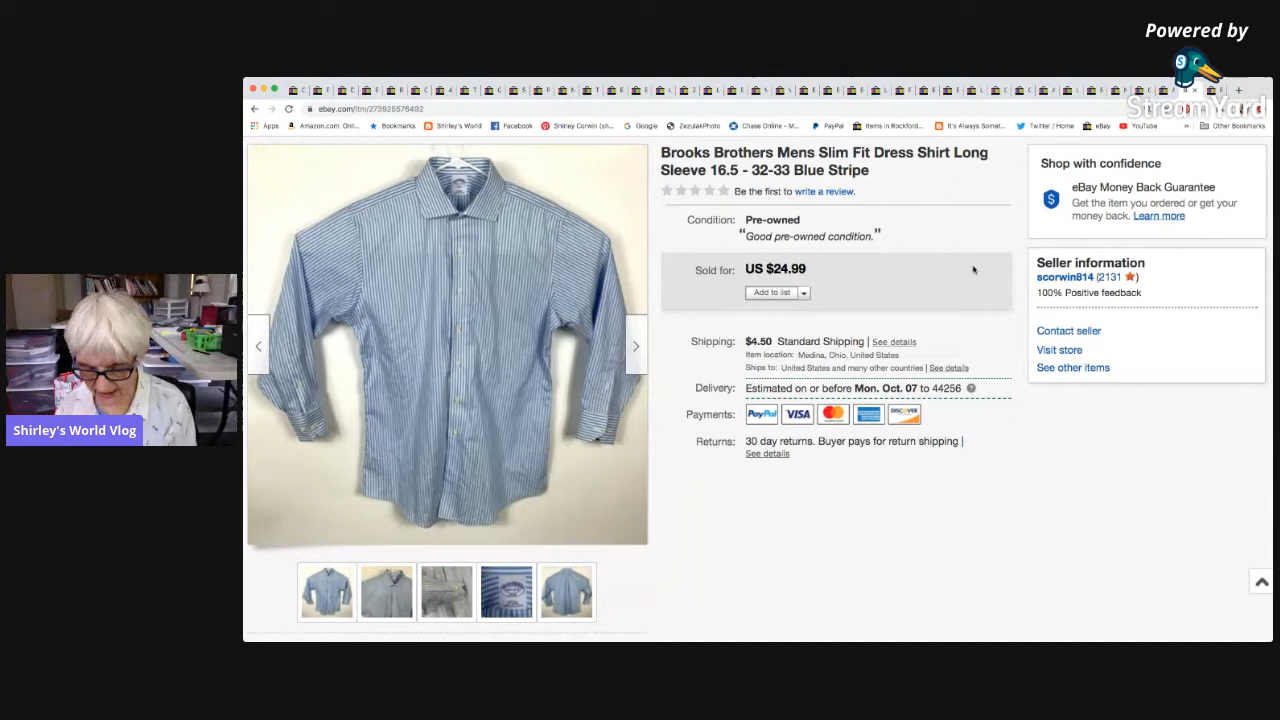 Powered by
StreamYard
ebay.com/itm/273925576492
Apps
Amazon.com: Onli...
Bookmarks
Shirley's World
Facebook
Shirley Corwin (sh...
Google
ZezulakPhoto
Chase Online - M...
PayPal
Items in Rockford...
It's Always Somet...
Twitter / Home
eBay
YouTube
»
Other Bookmarks
Brooks Brothers Mens Slim Fit Dress Shirt Long
Sleeve 16.5 - 32-33 Blue Stripe
Be the first to write a review.
Condition: Pre-owned
"Good pre-owned condition."
Sold for: US $24.99
Add to list
Shipping: $4.50 Standard Shipping | See details
Item location: Medina, Ohio, United States
Ships to: United States and many other countries | See details
Delivery: Estimated on or before Mon. Oct. 07 to 44256
Payments: PayPal VISA DISCOVER
Returns: 30 day returns. Buyer pays for return shipping |
See details
Shop with confidence
eBay Money Back Guarantee
Get the item you ordered or get your
money back. Learn more
Seller information
scorwin814 (2131)
100% Positive feedback
Contact seller
Visit store
See other items
Shirley's World Vlog